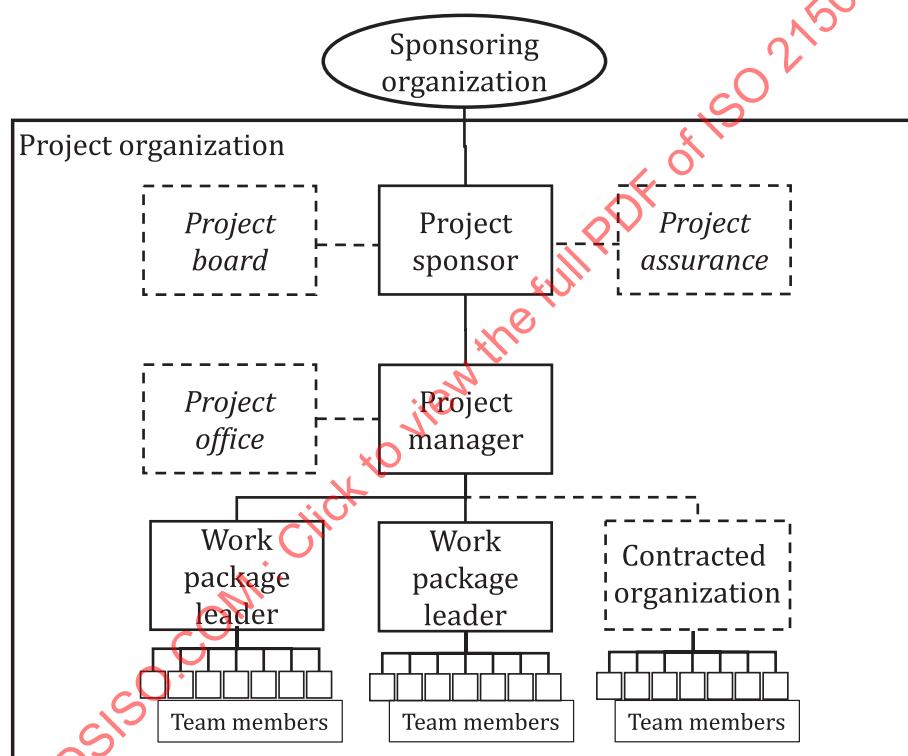 Sponsoring
organization
Project organization
Project
board
Project
sponsor
Project
assurance
Project
office
Project
manager
Work
package
leader
Work
package
leader
Contracted
organization
Team members
Team members
Team members
OSISO.COM : Click to view the full PDF of ISO 2150